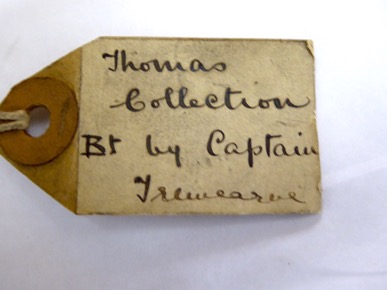 Thomas
Collection
Bt by Captain
Tremearne